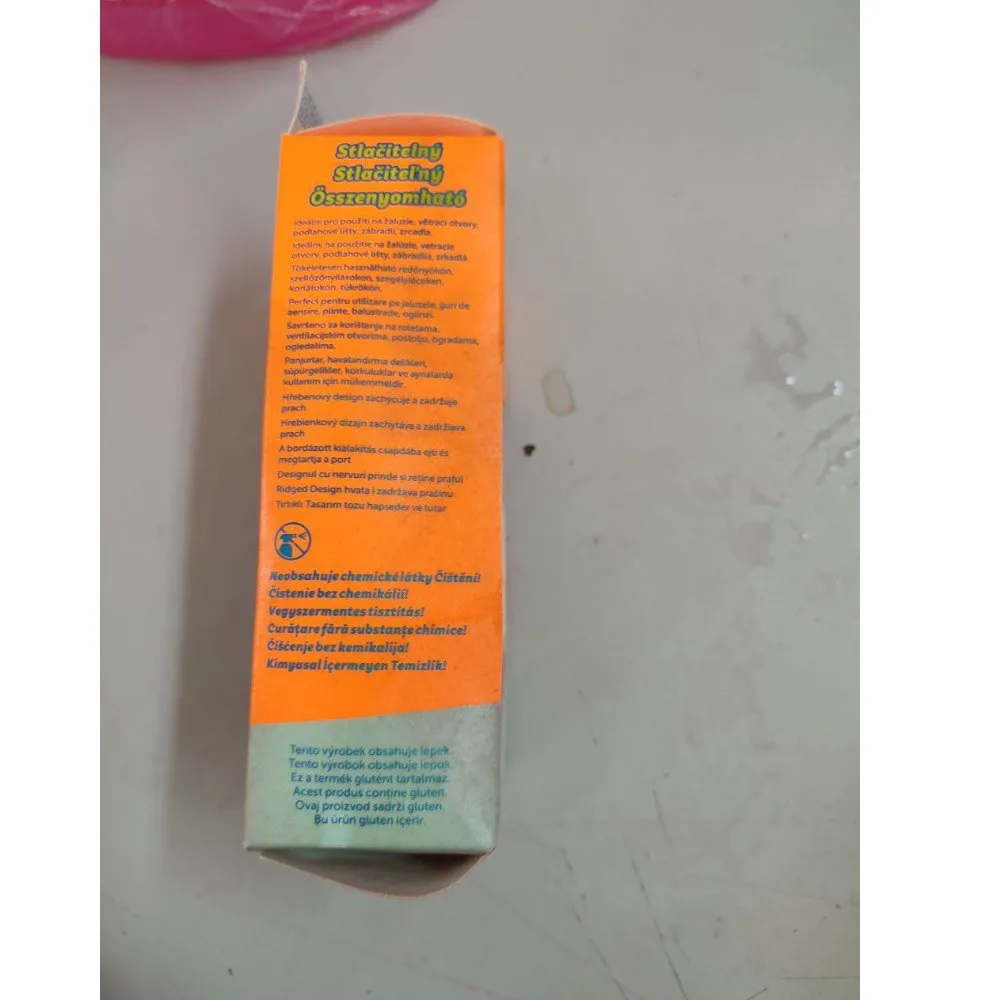 Stlačitelný
Stlačiteľný
Összenyomható
Ideální pro použití na žaluzie, větrací otvory,
podlahové lišty, zábradlí, zrcadla.
Ideálny na použitie na žalúzie, vetracie
otvory, podlahové lišty, zábradlia, zrkadlá
Tökéletesen használható redőnyökön,
szellőzőnyílásokon, szegélyléceken,
korlátokon, tükrökön.
Perfect pentru utilizare pe jaluzele, guri de
aerisire, plinte, balustrade, oglinzi.
Savršeno za korištenje na roletama,
ventilacijskim otvorima, postolju, ogradama,
ogledalima.
Panjurlar, havalandırma delikleri,
süpürgelikler, korkuluklar ve aynalarda
kullanım için mükemmeldir.
Hřebenový design zachycuje a zadržuje
prach
Hrebienkový dizajn zachytáva a zadržiava
prach
A bordázott kialakítás csapdába ejti és
megtartja a port
Designul cu nervuri prinde și reține praful
Ridged Design hvata i zadržava prašinu
Tırtıklı Tasarım tozu hapseder ve tutar
Neobsahuje chemické látky Čištění!
Čistenie bez chemikálií!
Vegyszermentes tisztítás!
Curățare fără substanțe chimice!
Čišćenje bez kemikalija!
Kimyasal İçermeyen Temizlik!
Tento výrobek obsahuje lepek.
Tento výrobok obsahuje lepok.
Ez a termék glutént tartalmaz.
Acest produs conține gluten.
Ovaj proizvod sadrži gluten.
Bu ürün gluten içerir.